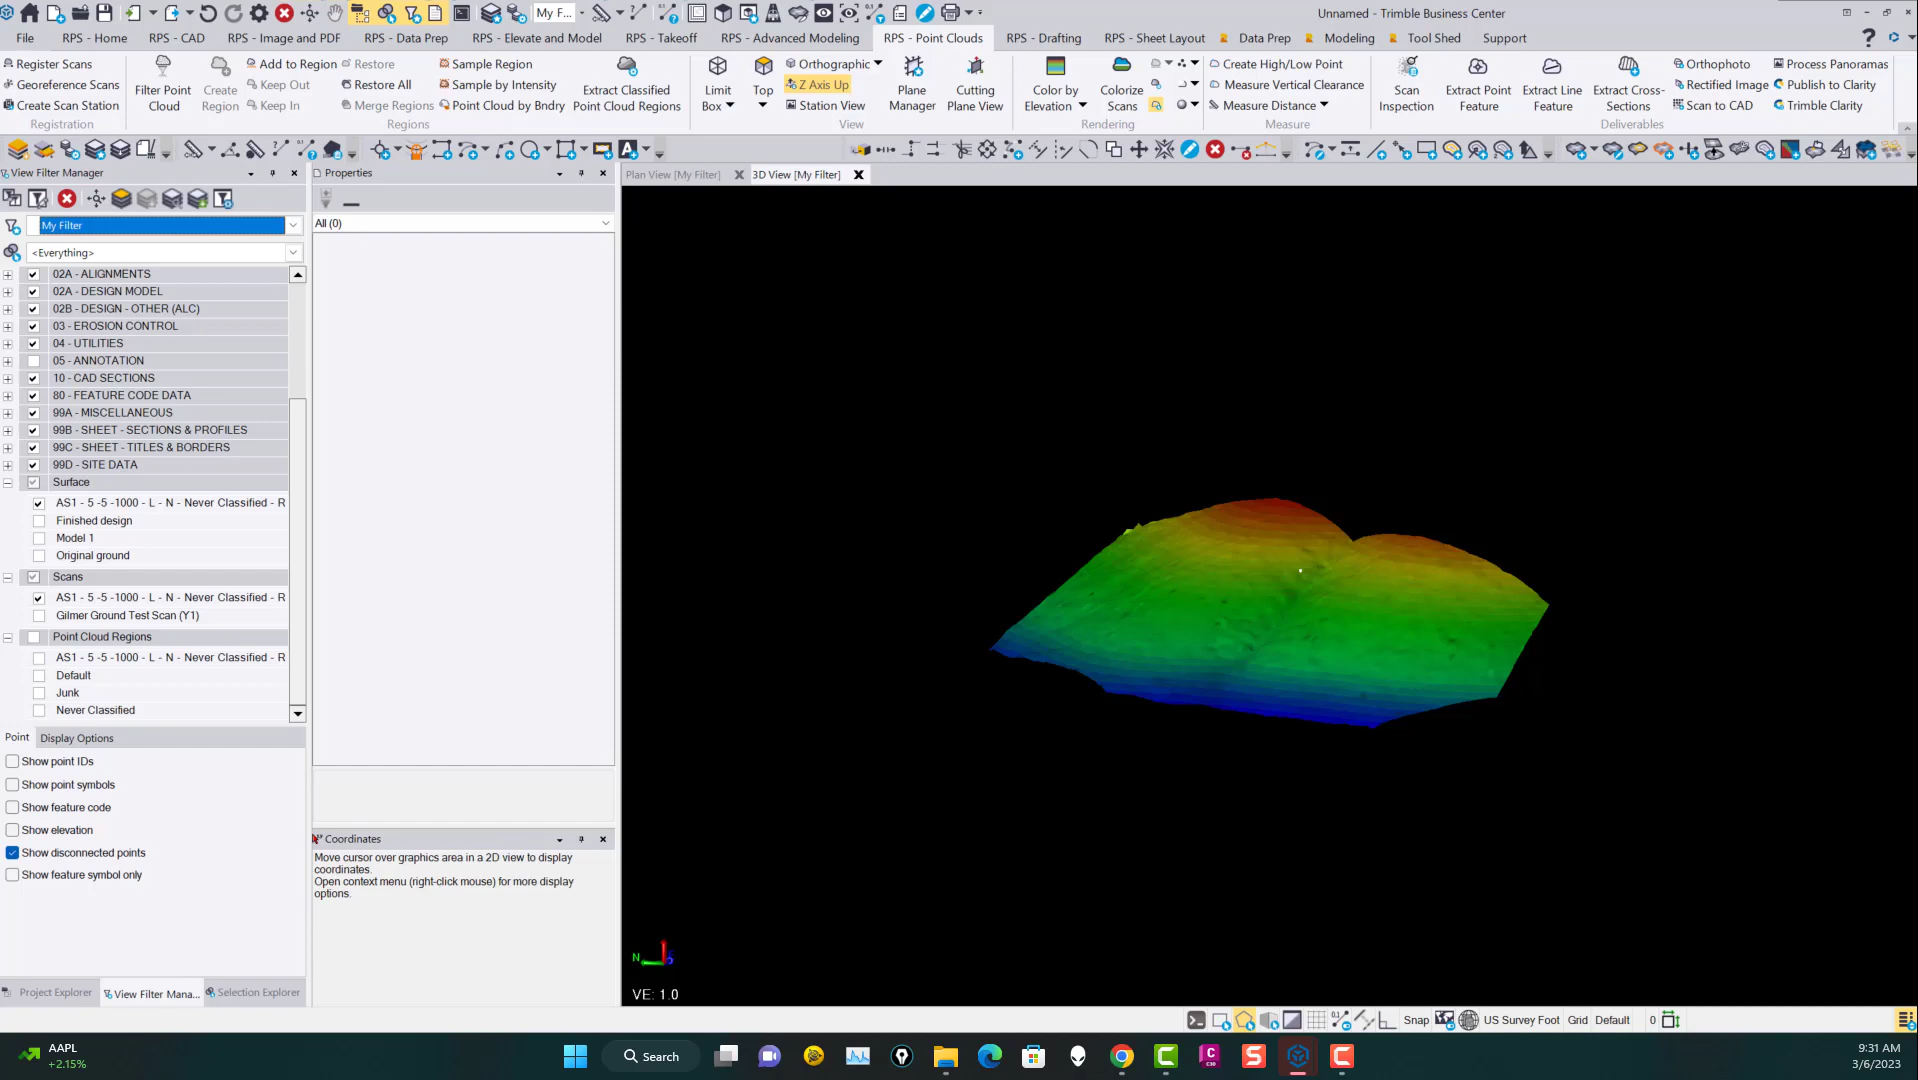 My F...
Unnamed - Trimble Business Center
File
RPS - Home
RPS - CAD
RPS - Image and PDF
RPS - Data Prep
RPS - Elevate and Model
RPS - Takeoff
RPS - Advanced Modeling
RPS - Point Clouds
RPS - Drafting
RPS - Sheet Layout
Data Prep
Modeling
Tool Shed
Support
Register Scans
Georeference Scans
Create Scan Station
Registration
Filter Point
Cloud
Create
Region
Add to Region
Keep Out
Keep In
Restore
Restore All
Merge Regions
Regions
Sample Region
Sample by Intensity
Point Cloud by Bndry
Extract Classified
Point Cloud Regions
Limit
Box
Top
Orthographic
Z Axis Up
Station View
View
Plane
Manager
Cutting
Plane View
Color by
Elevation
Colorize
Scans
Rendering
Create High/Low Point
Measure Vertical Clearance
Measure Distance
Measure
Scan
Inspection
Extract Point
Feature
Extract Line
Feature
Extract Cross-
Sections
Orthophoto
Rectified Image
Scan to CAD
Process Panoramas
Publish to Clarity
Trimble Clarity
Deliverables
View Filter Manager
My Filter
<Everything>
02A - ALIGNMENTS
02A - DESIGN MODEL
02B - DESIGN - OTHER (ALC)
03 - EROSION CONTROL
04 - UTILITIES
05 - ANNOTATION
10 - CAD SECTIONS
80 - FEATURE CODE DATA
99A - MISCELLANEOUS
99B - SHEET - SECTIONS & PROFILES
99C - SHEET - TITLES & BORDERS
99D - SITE DATA
Surface
AS1 - 5 -5 -1000 - L - N - Never Classified - R
Finished design
Model 1
Original ground
Scans
AS1 - 5 -5 -1000 - L - N - Never Classified - R
Gilmer Ground Test Scan (Y1)
Point Cloud Regions
AS1 - 5 -5 -1000 - L - N - Never Classified - R
Default
Junk
Never Classified
Point
Display Options
Show point IDs
Show point symbols
Show feature code
Show elevation
Show disconnected points
Show feature symbol only
Project Explorer
View Filter Mana...
Selection Explorer
Properties
All (0)
Coordinates
Move cursor over graphics area in a 2D view to display
coordinates.
Open context menu (right-click mouse) for more display
options.
Plan View [My Filter]
3D View [My Filter]
N
VE: 1.0
Snap
US Survey Foot
Grid
Default
0
AAPL
+2.15%
Search
9:31 AM
3/6/2023